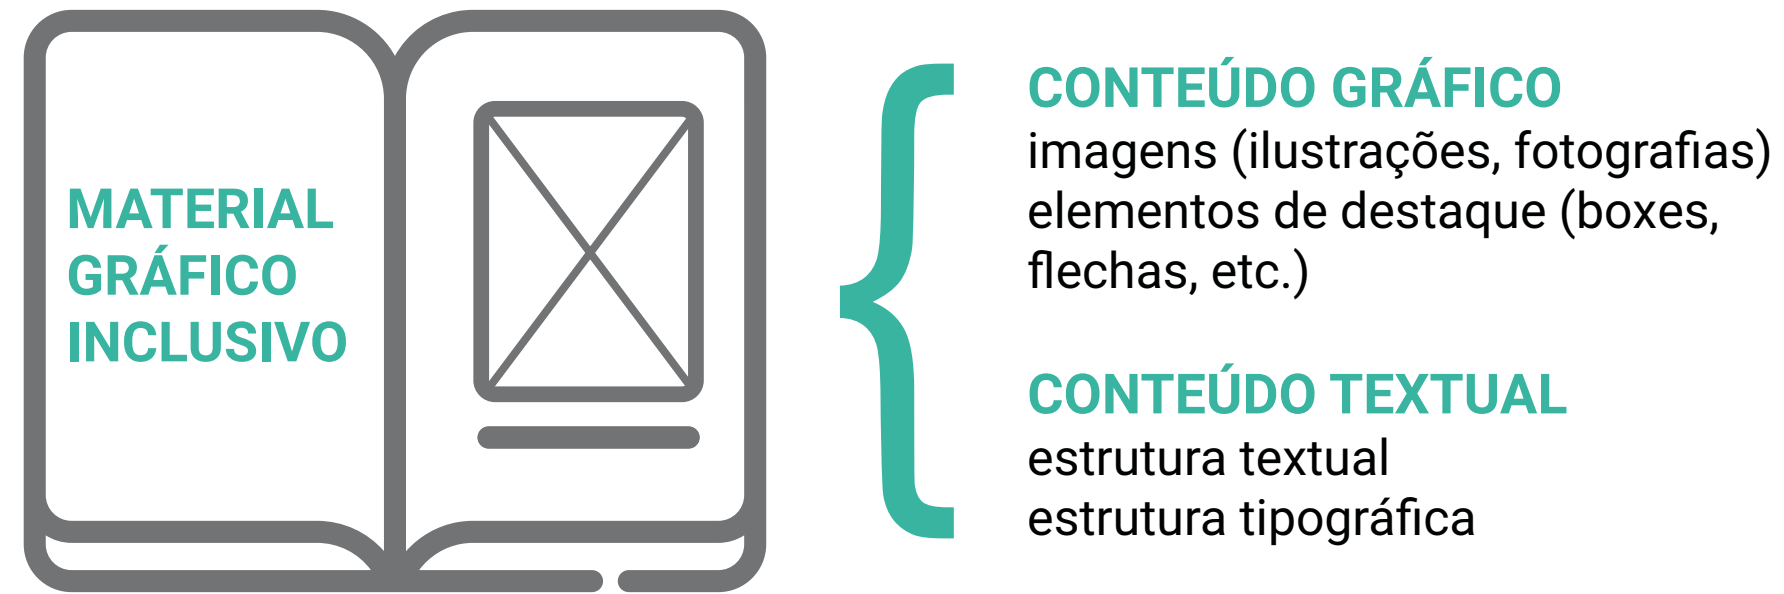 MATERIAL
GRÁFICO
INCLUSIVO
CONTEÚDO GRÁFICO
imagens (ilustrações, fotografias)
elementos de destaque (boxes,
flechas, etc.)
CONTEÚDO TEXTUAL
estrutura textual
estrutura tipográfica